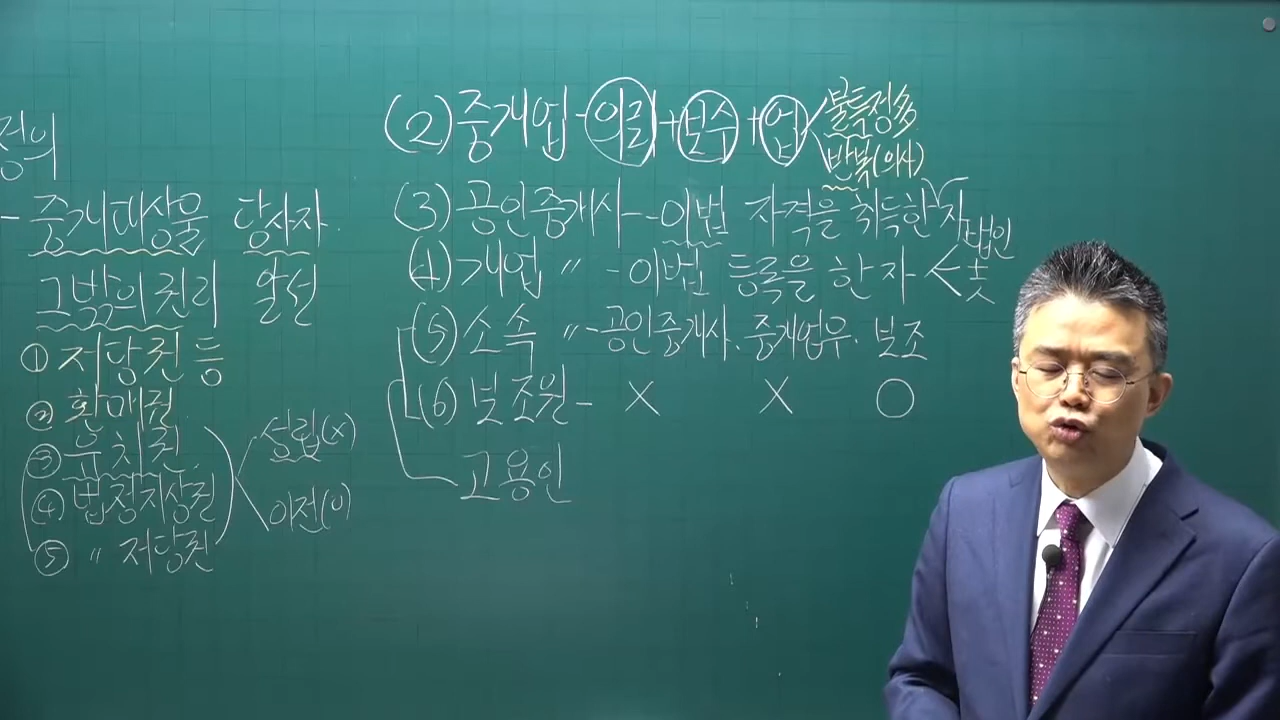 정의
- 중개대상물 당사자.
그밖의 권리 알선
① 저당권 등
② 환매권.
③ 유치권.
④ 법정지상권
⑤ 〃 저당권
성립(x)
이전(o)
(2) 중개업 - 의뢰 + 보수 + 업 < 불특정多
반복(의사)
(3) 공인중개사 - 이법 자격을 취득한 자
(4) 개업 〃 - 이법 등록을 한 자 <
법인
(5) 소속 〃 - 공인중개사. 중개업무. 보조
(6) 보조원 - X X O
고용인